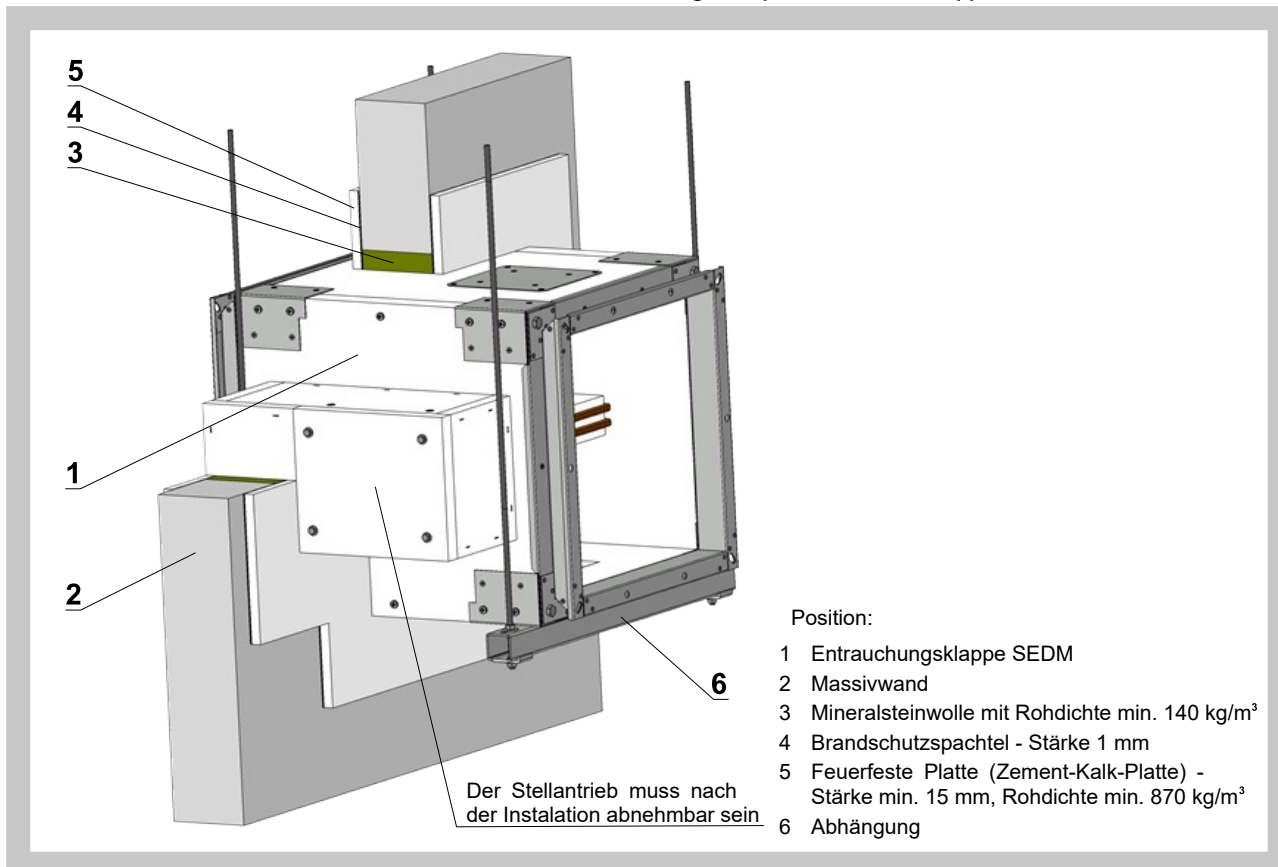 5
4
3
1
2
6
Der Stellantrieb muss nach
der Instalation abnehmbar sein
Position:
1 Entrauchungsklappe SEDM
2 Massivwand
3 Mineralsteinwolle mit Rohdichte min. 140 kg/m³
4 Brandschutzspachtel - Stärke 1 mm
5 Feuerfeste Platte (Zement-Kalk-Platte) -
Stärke min. 15 mm, Rohdichte min. 870 kg/m³
6 Abhängung